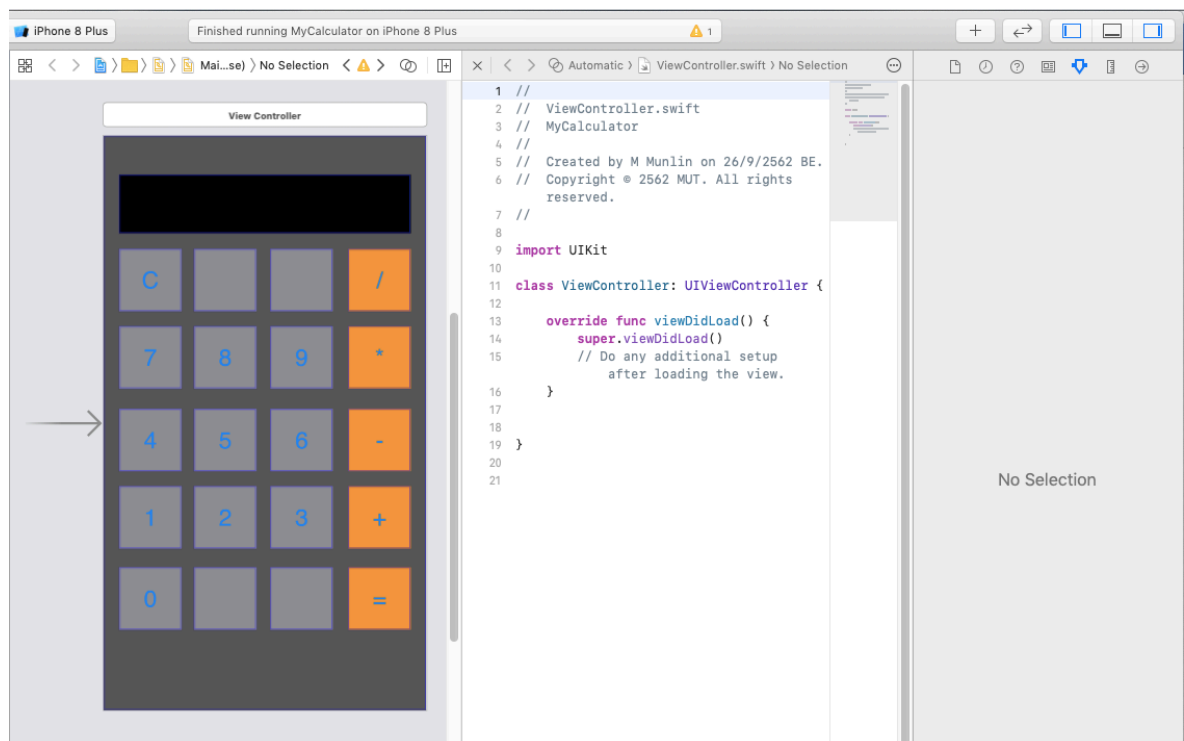 iPhone 8 Plus
Finished running MyCalculator on iPhone 8 Plus
1
Mai...se) ⟩ No Selection
Automatic ⟩ ViewController.swift ⟩ No Selection
View Controller
C
/
7 8 9 *
4 5 6 -
1 2 3 +
0 =
1 //
2 //  ViewController.swift
3 //  MyCalculator
4 //
5 //  Created by M Munlin on 26/9/2562 BE.
6 //  Copyright © 2562 MUT. All rights
reserved.
7 //
8
9 import UIKit
10
11 class ViewController: UIViewController {
12
13     override func viewDidLoad() {
14         super.viewDidLoad()
15         // Do any additional setup
after loading the view.
16     }
17
18
19 }
20
21
No Selection